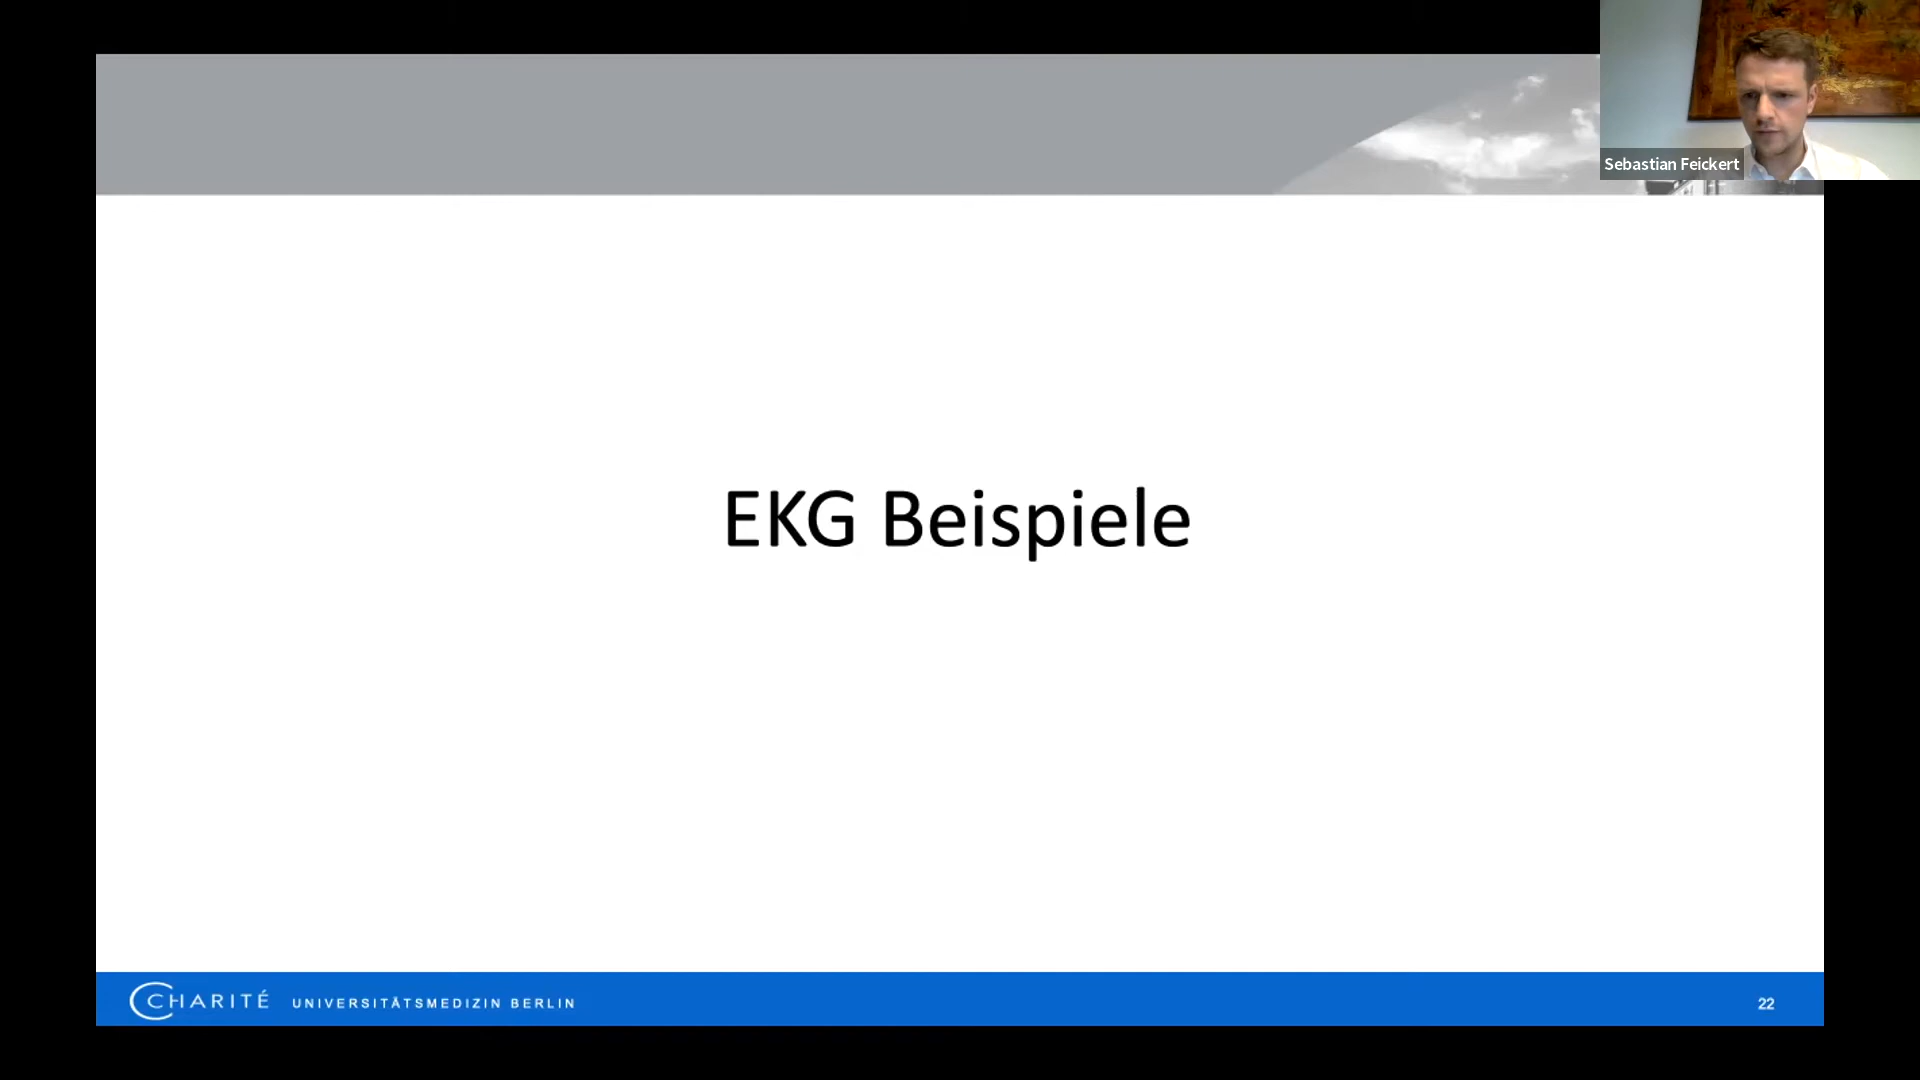 Sebastian Feickert
EKG Beispiele
CHARITÉ UNIVERSITÄTSMEDIZIN BERLIN
22